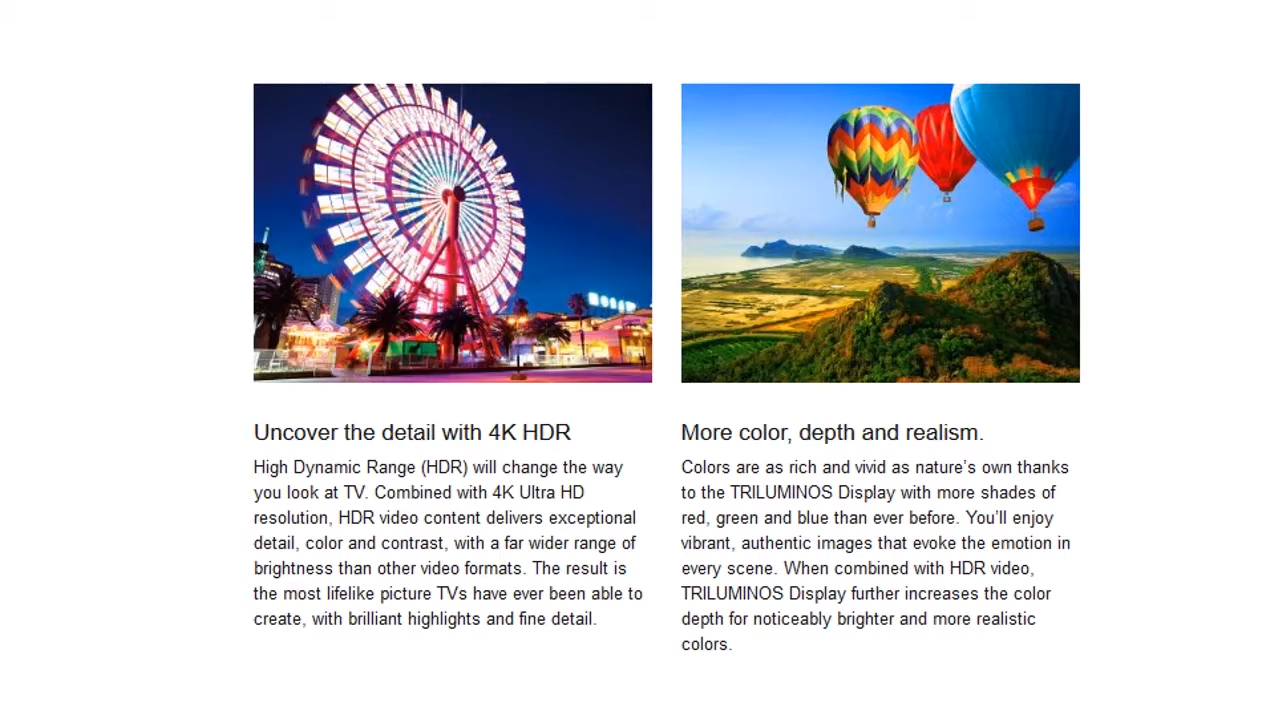 Uncover the detail with 4K HDR
High Dynamic Range (HDR) will change the way
you look at TV. Combined with 4K Ultra HD
resolution, HDR video content delivers exceptional
detail, color and contrast, with a far wider range of
brightness than other video formats. The result is
the most lifelike picture TVs have ever been able to
create, with brilliant highlights and fine detail.
More color, depth and realism.
Colors are as rich and vivid as nature’s own thanks
to the TRILUMINOS Display with more shades of
red, green and blue than ever before. You’ll enjoy
vibrant, authentic images that evoke the emotion in
every scene. When combined with HDR video,
TRILUMINOS Display further increases the color
depth for noticeably brighter and more realistic
colors.